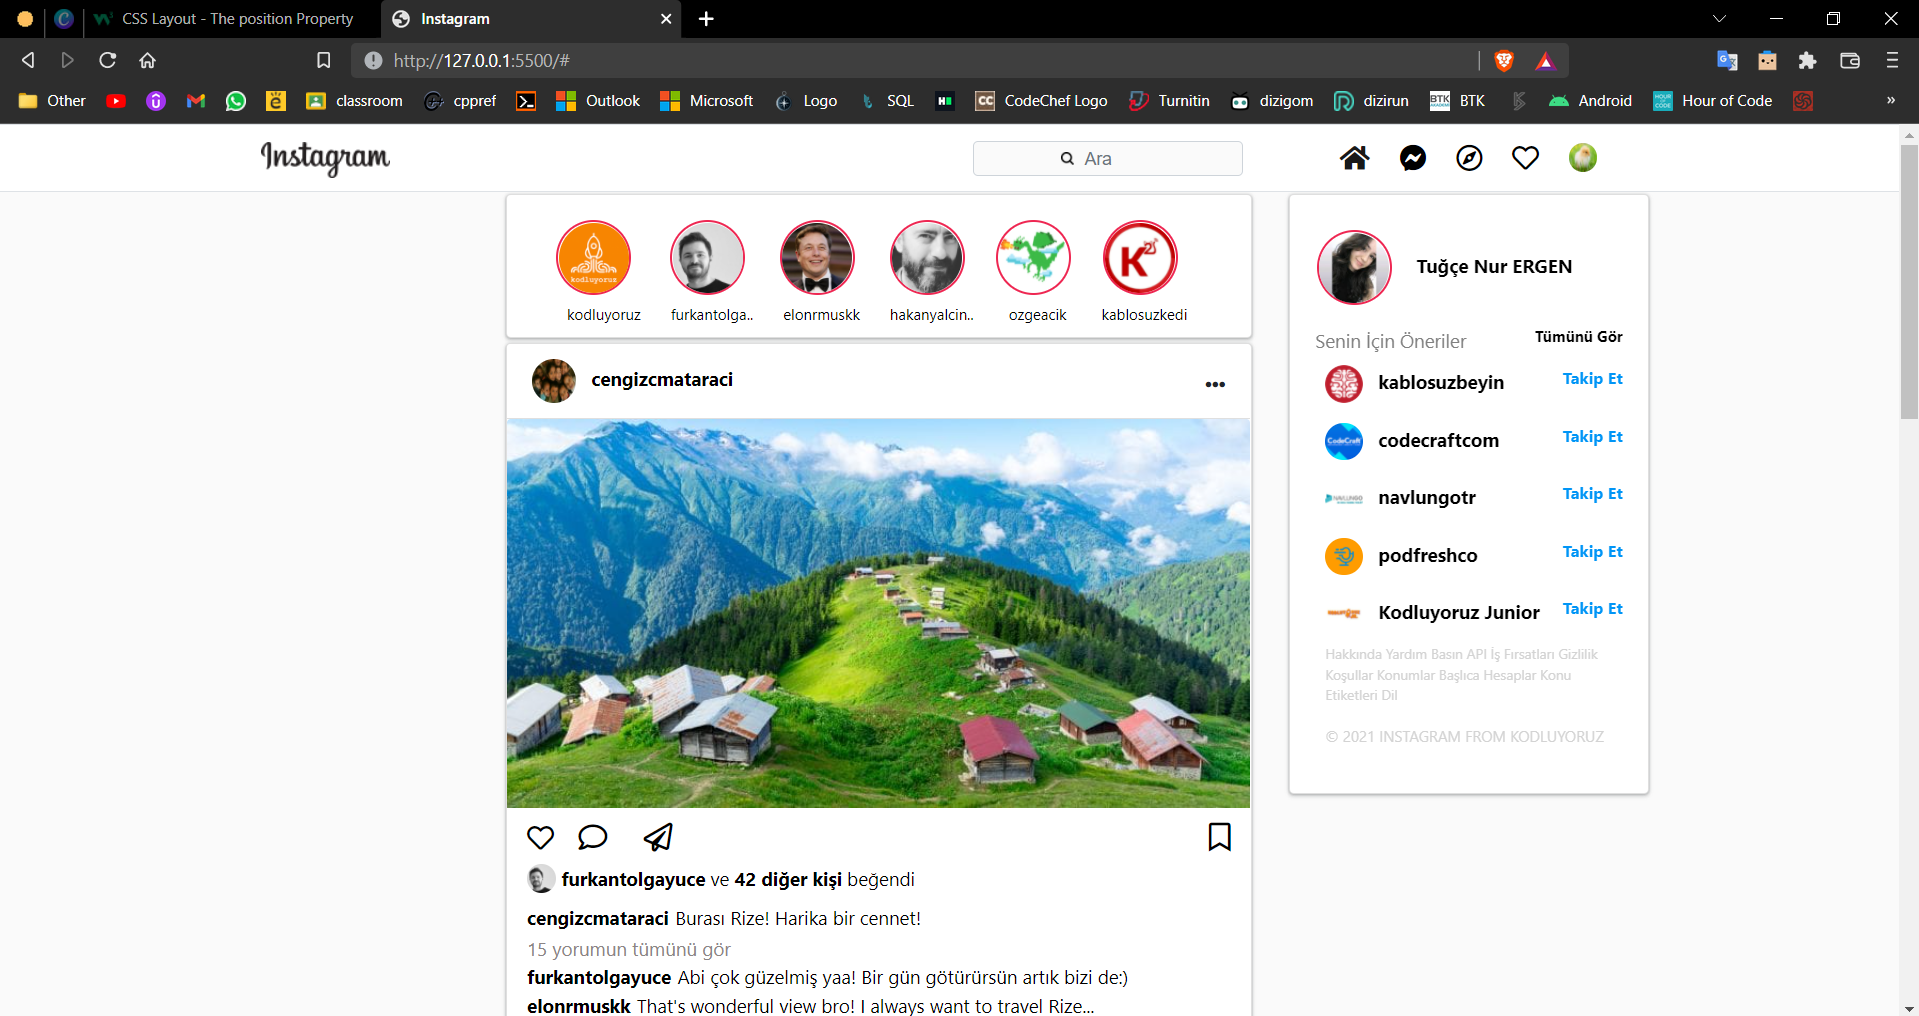 CSS Layout - The position Property
Instagram
http://127.0.0.1:5500/#
Other
classroom
cppref
Outlook
Microsoft
Logo
SQL
CodeChef Logo
Turnitin
dizigom
dizirun
BTK
Android
Hour of Code
»
Instagram
Ara
kodluyoruz
kodluyoruz
furkantolga..
elonrmuskk
hakanyalcin..
ozgeacik
kablosuzkedi
Tuğçe Nur ERGEN
Senin İçin Öneriler
Tümünü Gör
kablosuzbeyin
Takip Et
CodeCraft
codecraftcom
Takip Et
navlungotr
Takip Et
podfreshco
Takip Et
Kodluyoruz Junior
Takip Et
Hakkında Yardım Basın API İş Fırsatları Gizlilik
Koşullar Konumlar Başlıca Hesaplar Konu
Etiketleri Dil
© 2021 INSTAGRAM FROM KODLUYORUZ
cengizcmataraci
furkantolgayuce ve 42 diğer kişi beğendi
cengizcmataraci Burası Rize! Harika bir cennet!
15 yorumun tümünü gör
furkantolgayuce Abi çok güzelmiş yaa! Bir gün götürürsün artık bizi de:)
elonrmuskk That's wonderful view bro! I always want to travel Rize...